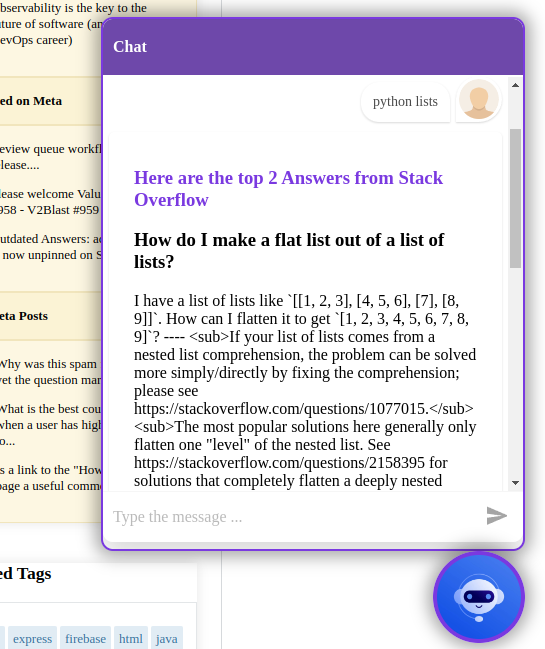 bservability is the key to the
ture of software (an
evOps career)
ed on Meta
eview queue workfl
lease....
lease welcome Valu
958 - V2Blast #959
utdated Answers: ac
now unpinned on S
eta Posts
Why was this spam
yet the question mar
What is the best cou
when a user has high
o...
s a link to the "How
page a useful comme
ed Tags
express firebase html java
Chat
python lists
Here are the top 2 Answers from Stack
Overflow
How do I make a flat list out of a list of
lists?
I have a list of lists like `[[1, 2, 3], [4, 5, 6], [7], [8,
9]]`. How can I flatten it to get `[1, 2, 3, 4, 5, 6, 7, 8,
9]`? ---- <sub>If your list of lists comes from a
nested list comprehension, the problem can be solved
more simply/directly by fixing the comprehension;
please see
https://stackoverflow.com/questions/1077015.</sub>
<sub>The most popular solutions here generally only
flatten one "level" of the nested list. See
https://stackoverflow.com/questions/2158395 for
solutions that completely flatten a deeply nested
Type the message ...